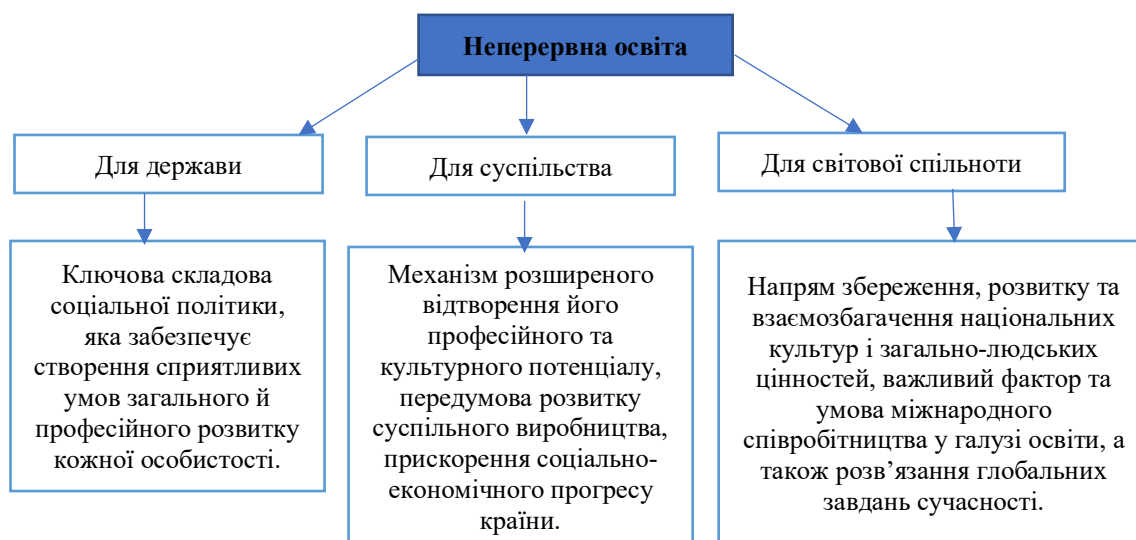 Неперервна освіта
Для держави
Для суспільства
Для світової спільноти
Ключова складова
соціальної політики,
яка забезпечує
створення сприятливих
умов загального й
професійного розвитку
кожної особистості.
Механізм розширеного
відтворення його
професійного та
культурного потенціалу,
передумова розвитку
суспільного виробництва,
прискорення соціально-
економічного прогресу
країни.
Напрям збереження, розвитку та
взаємозбагачення національних
культур і загально-людських
цінностей, важливий фактор та
умова міжнародного
співробітництва у галузі освіти, а
також розв’язання глобальних
завдань сучасності.